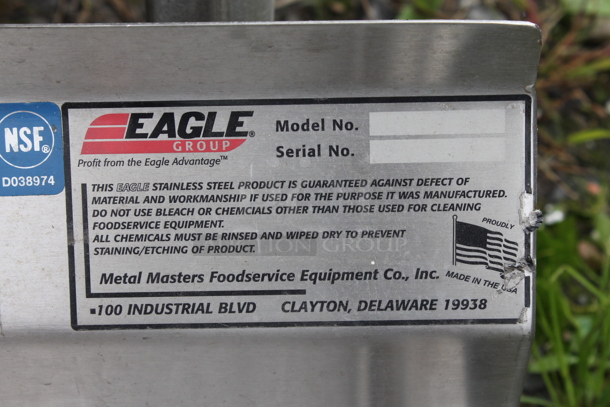 NSF®
D038974
EAGLE®
GROUP
Profit from the Eagle Advantage™
Model No.
Serial No.
THIS EAGLE STAINLESS STEEL PRODUCT IS GUARANTEED AGAINST DEFECT OF
MATERIAL AND WORKMANSHIP IF USED FOR THE PURPOSE IT WAS MANUFACTURED.
DO NOT USE BLEACH OR CHEMCIALS OTHER THAN THOSE USED FOR CLEANING
FOODSERVICE EQUIPMENT.
ALL CHEMICALS MUST BE RINSED AND WIPED DRY TO PREVENT
STAINING/ETCHING OF PRODUCT.
GROUP
PROUDLY
MADE IN THE USA
Metal Masters Foodservice Equipment Co., Inc.
▪100 INDUSTRIAL BLVD CLAYTON, DELAWARE 19938